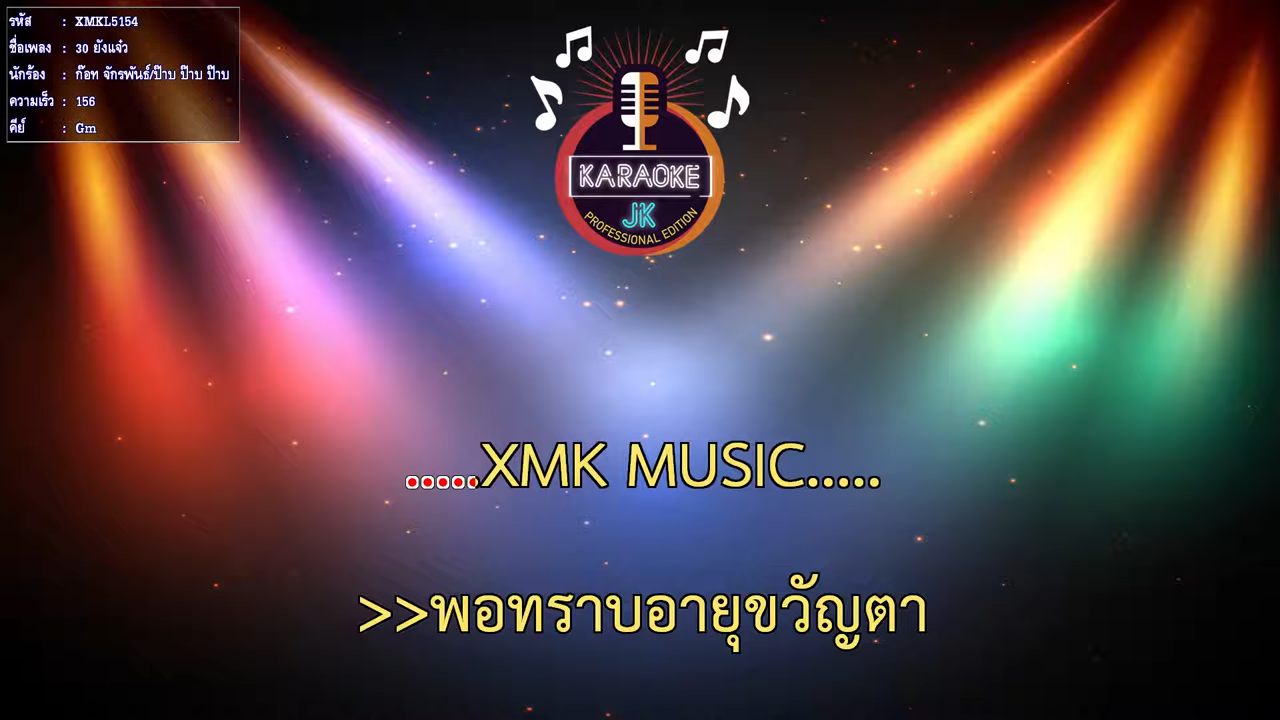 รหัส : XMKL5154
ชื่อเพลง : 30 ยังแจ๋ว
นักร้อง : ก๊อท จักรพันธ์/ป๊าบ ป๊าบ ป๊าบ
ความเร็ว : 156
คีย์ : Gm
KARAOKE
JK
PROFESSIONAL EDITION
.....XMK MUSIC.....
>>พอทราบอายุขวัญตา